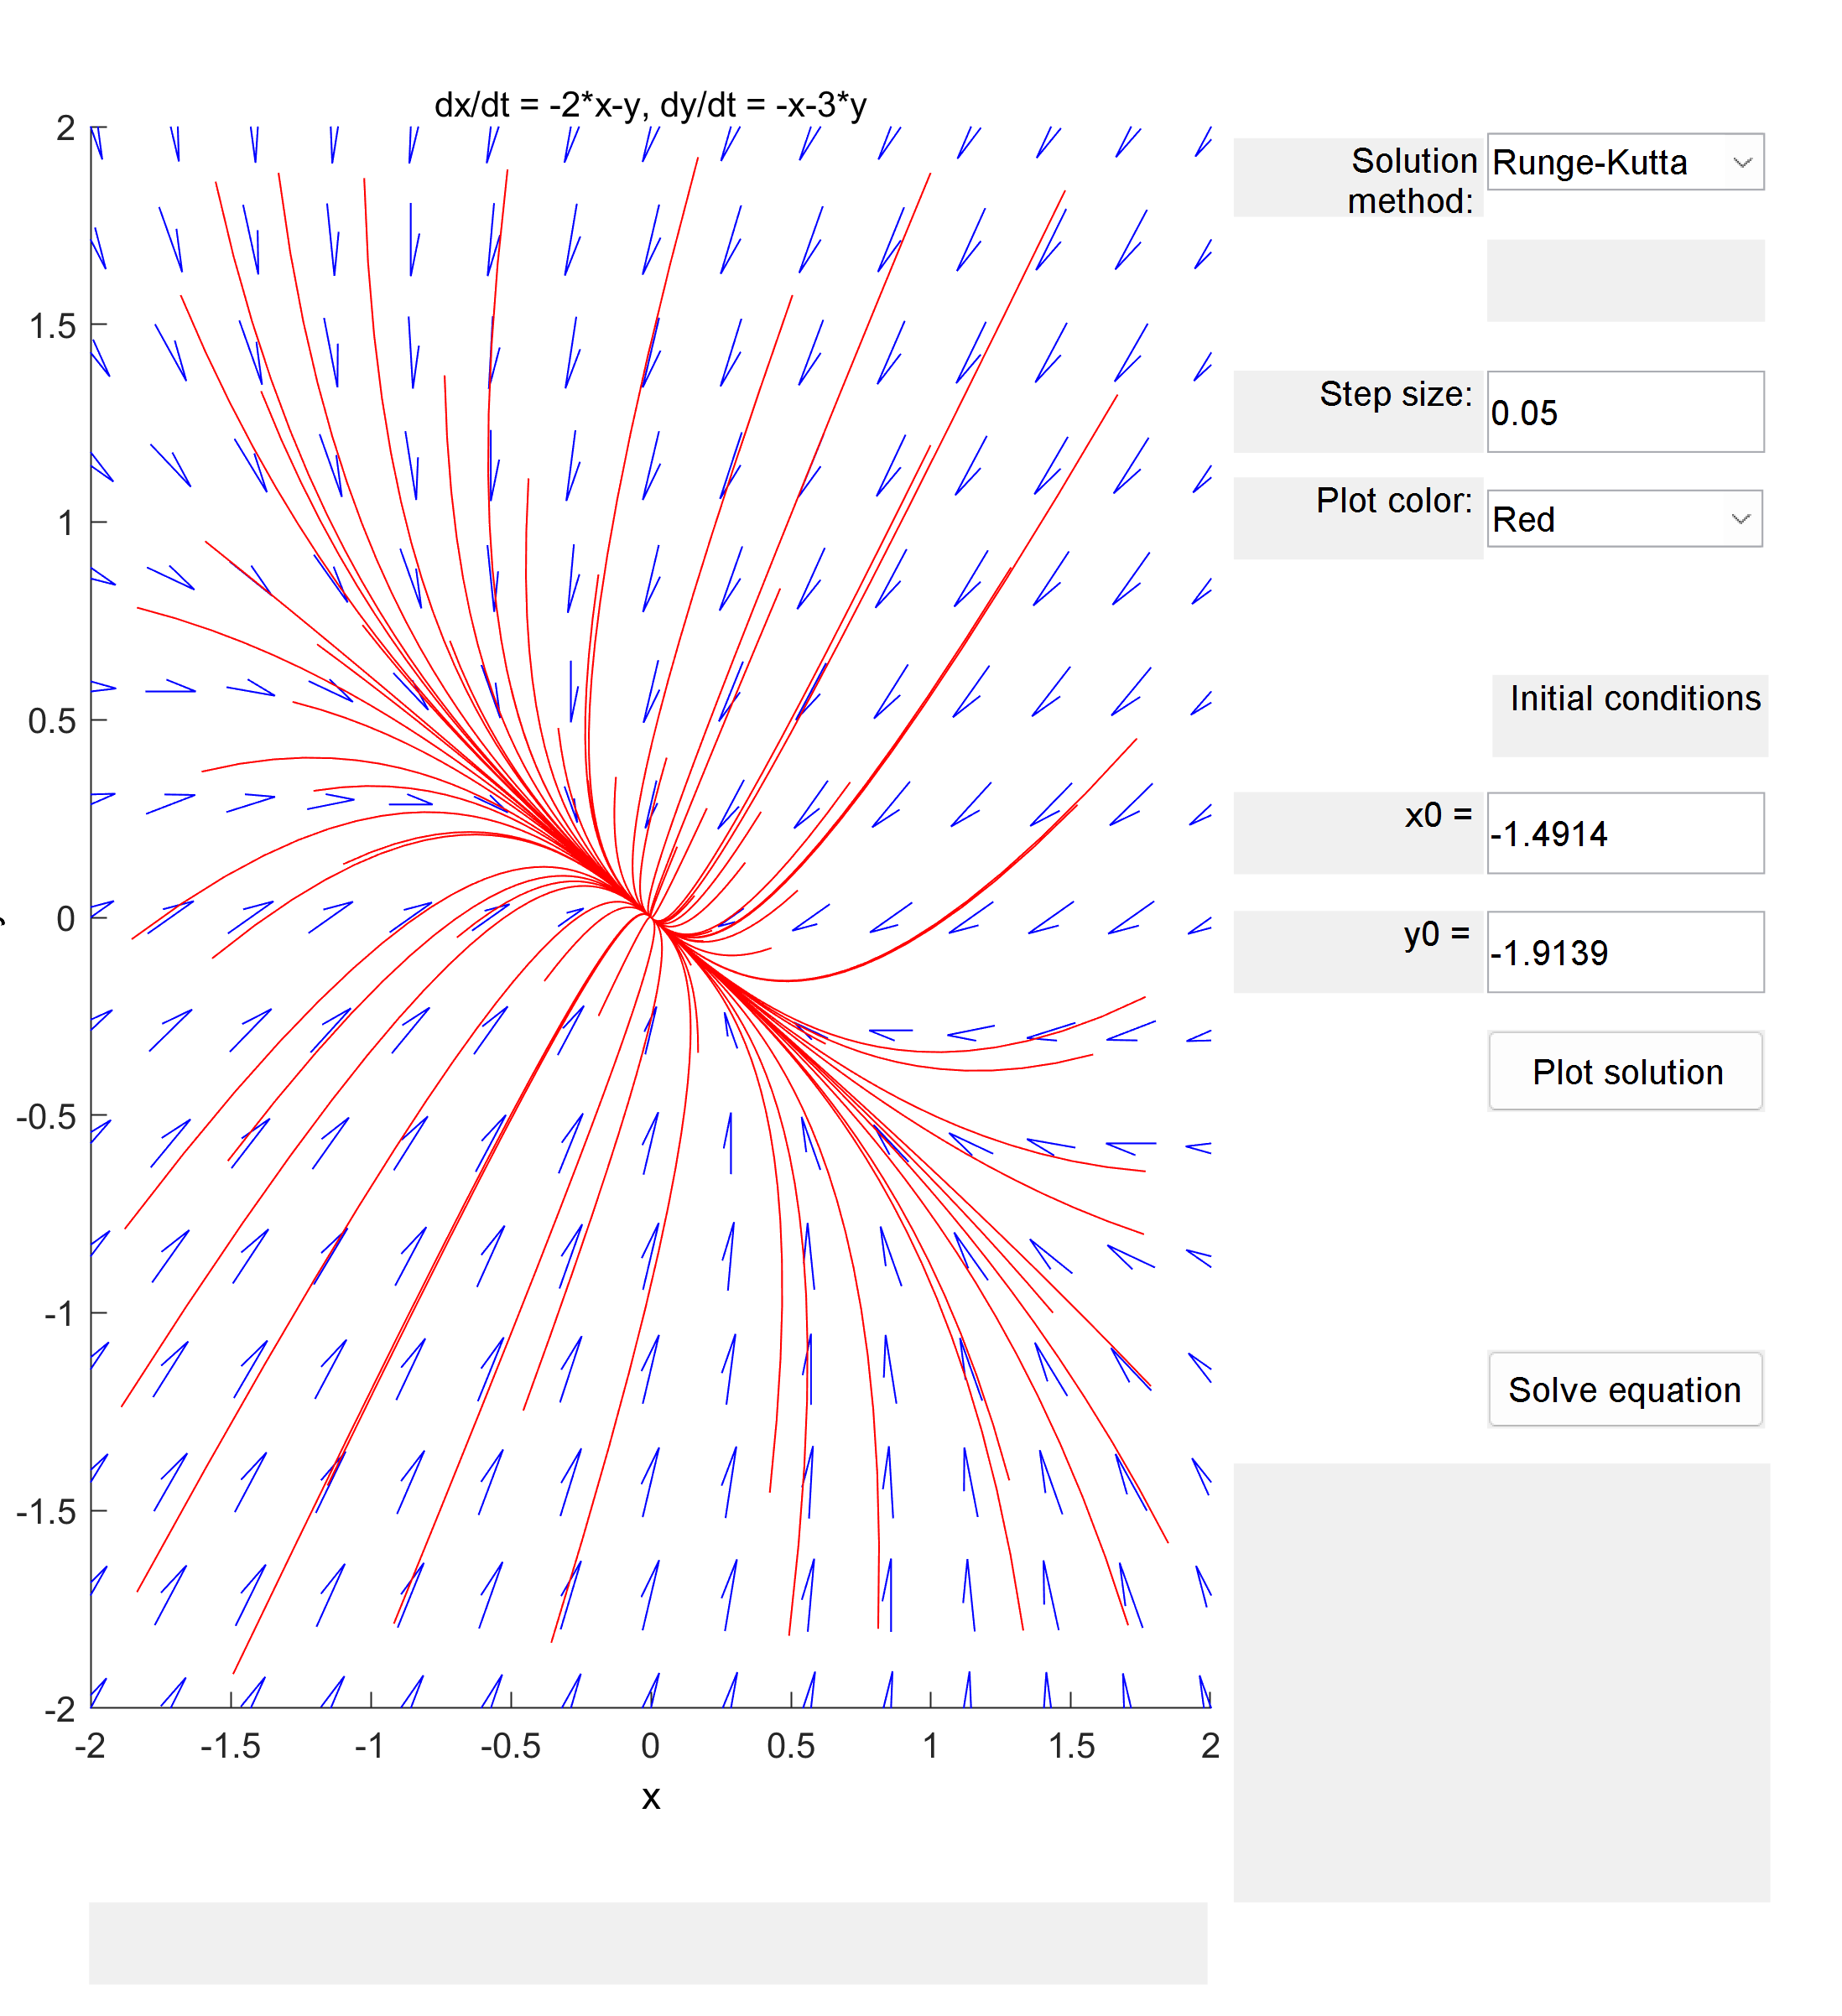 dx/dt = -2*x-y, dy/dt = -x-3*y
2
1.5
1
0.5
0
-0.5
-1
-1.5
-2
-2 -1.5 -1 -0.5 0 0.5 1 1.5 2
x
Solution
method:
Runge-Kutta
Step size:
0.05
Plot color:
Red
Initial conditions
x0 =
-1.4914
y0 =
-1.9139
Plot solution
Solve equation